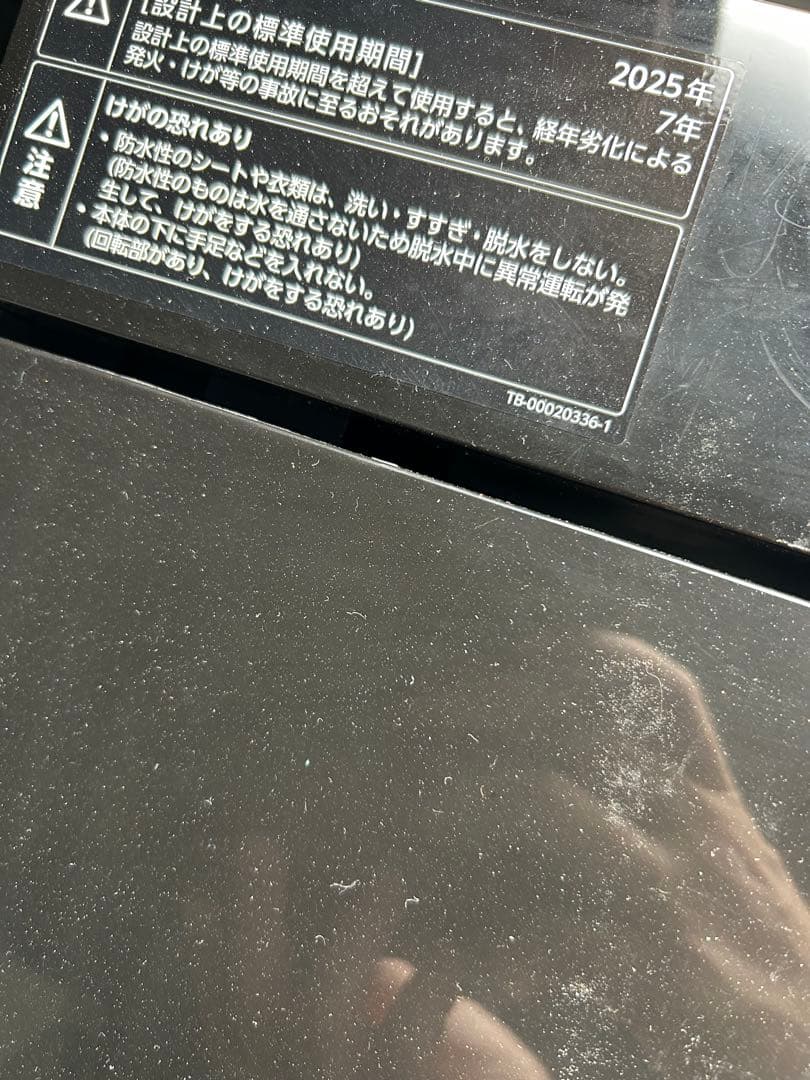 2025年
[設計上の標準使用期間] 7年
設計上の標準使用期間を超えて使用すると、経年劣化による
発火・けが等の事故に至るおそれがあります。
注意
けがの恐れあり
・防水性のシートや衣類は、洗い・すすぎ・脱水をしない。
(防水性のものは水を通さないため脱水中に異常運転が発
生して、けがをする恐れあり)
・本体の下に手足などを入れない。
(回転部があり、けがをする恐れあり)
TB-00020336-1